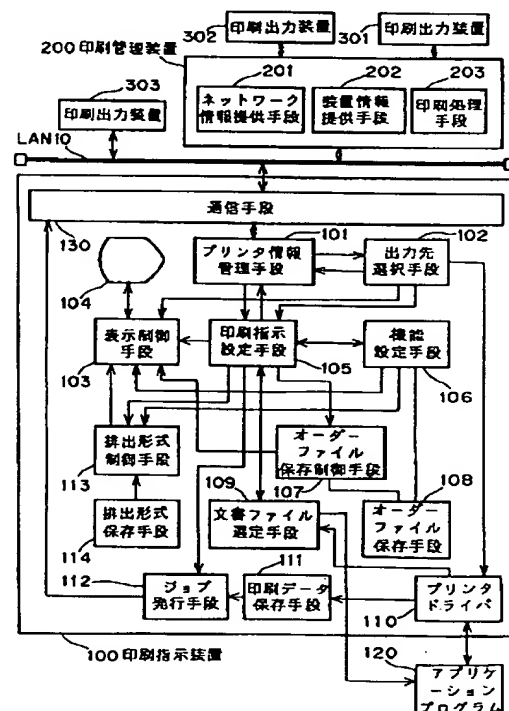 302 印刷出力装置
301 印刷出力装置
200 印刷管理装置
201
202
203
ネットワーク
情報提供手段
装置情報
提供手段
印刷処理
手段
303
印刷出力装置
LAN10
通信手段
130
101
102
104
プリンタ情報
管理手段
出力先
選択手段
表示制御
手段
103
印刷指示
設定手段
105
機能
設定手段
106
排出形式
制御手段
113
オーダー
ファイル
保存制御手段
107
109
108
排出形式
保存手段
114
文書ファイル
選定手段
オーダー
ファイル
保存手段
112
111
ジョブ
発行手段
印刷データ
保存手段
プリンタ
ドライバ
110
100 印刷指示装置
120
アプリケ
ーション
プログラム